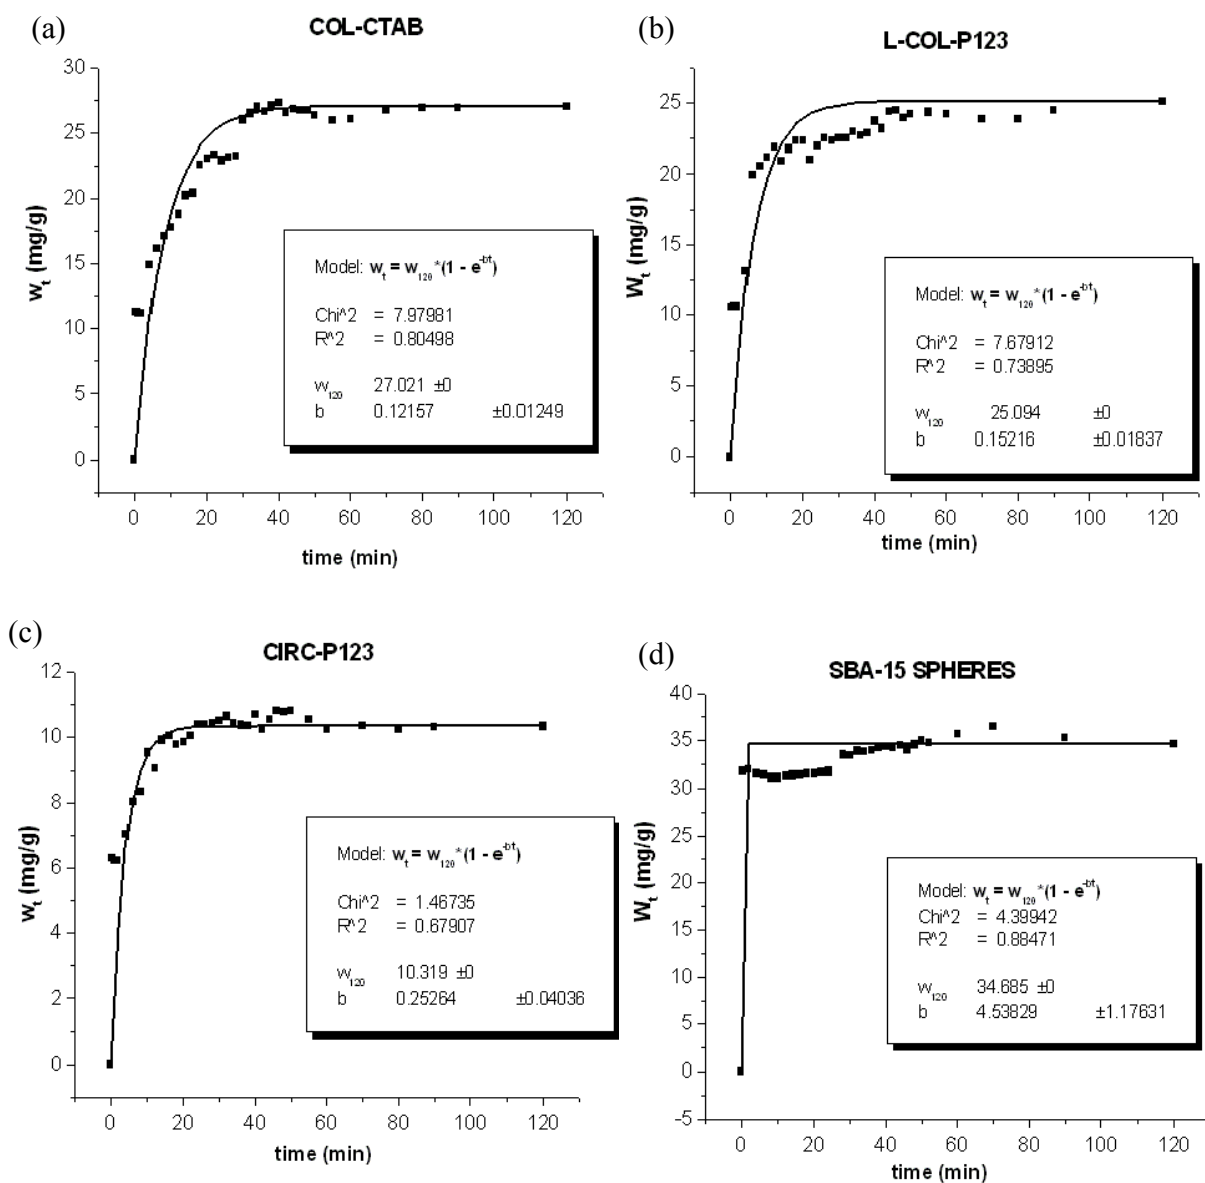 (a)
COL-CTAB
w_t (mg/g)
30
25
20
15
10
5
0
0 20 40 60 80 100 120
time (min)
Model: w_t = w_120*(1 - e^-bt)
Chi^2 = 7.97981
R^2 = 0.80498
w_120 27.021 ±0
b 0.12157 ±0.01249
(b)
L-COL-P123
W_t (mg/g)
25
20
15
10
5
0
0 20 40 60 80 100 120
time (min)
Model: w_t = w_120*(1 - e^-bt)
Chi^2 = 7.67912
R^2 = 0.73895
w_120 25.094 ±0
b 0.15216 ±0.01837
(c)
CIRC-P123
w_t (mg/g)
12
10
8
6
4
2
0
0 20 40 60 80 100 120
time (min)
Model: w_t = w_120*(1 - e^-bt)
Chi^2 = 1.46735
R^2 = 0.67907
w_120 10.319 ±0
b 0.25264 ±0.04036
(d)
SBA-15 SPHERES
W_t (mg/g)
40
35
30
25
20
15
10
5
0
-5
0 20 40 60 80 100 120
time (min)
Model: w_t = w_120*(1 - e^-bt)
Chi^2 = 4.39942
R^2 = 0.88471
w_120 34.685 ±0
b 4.53829 ±1.17631